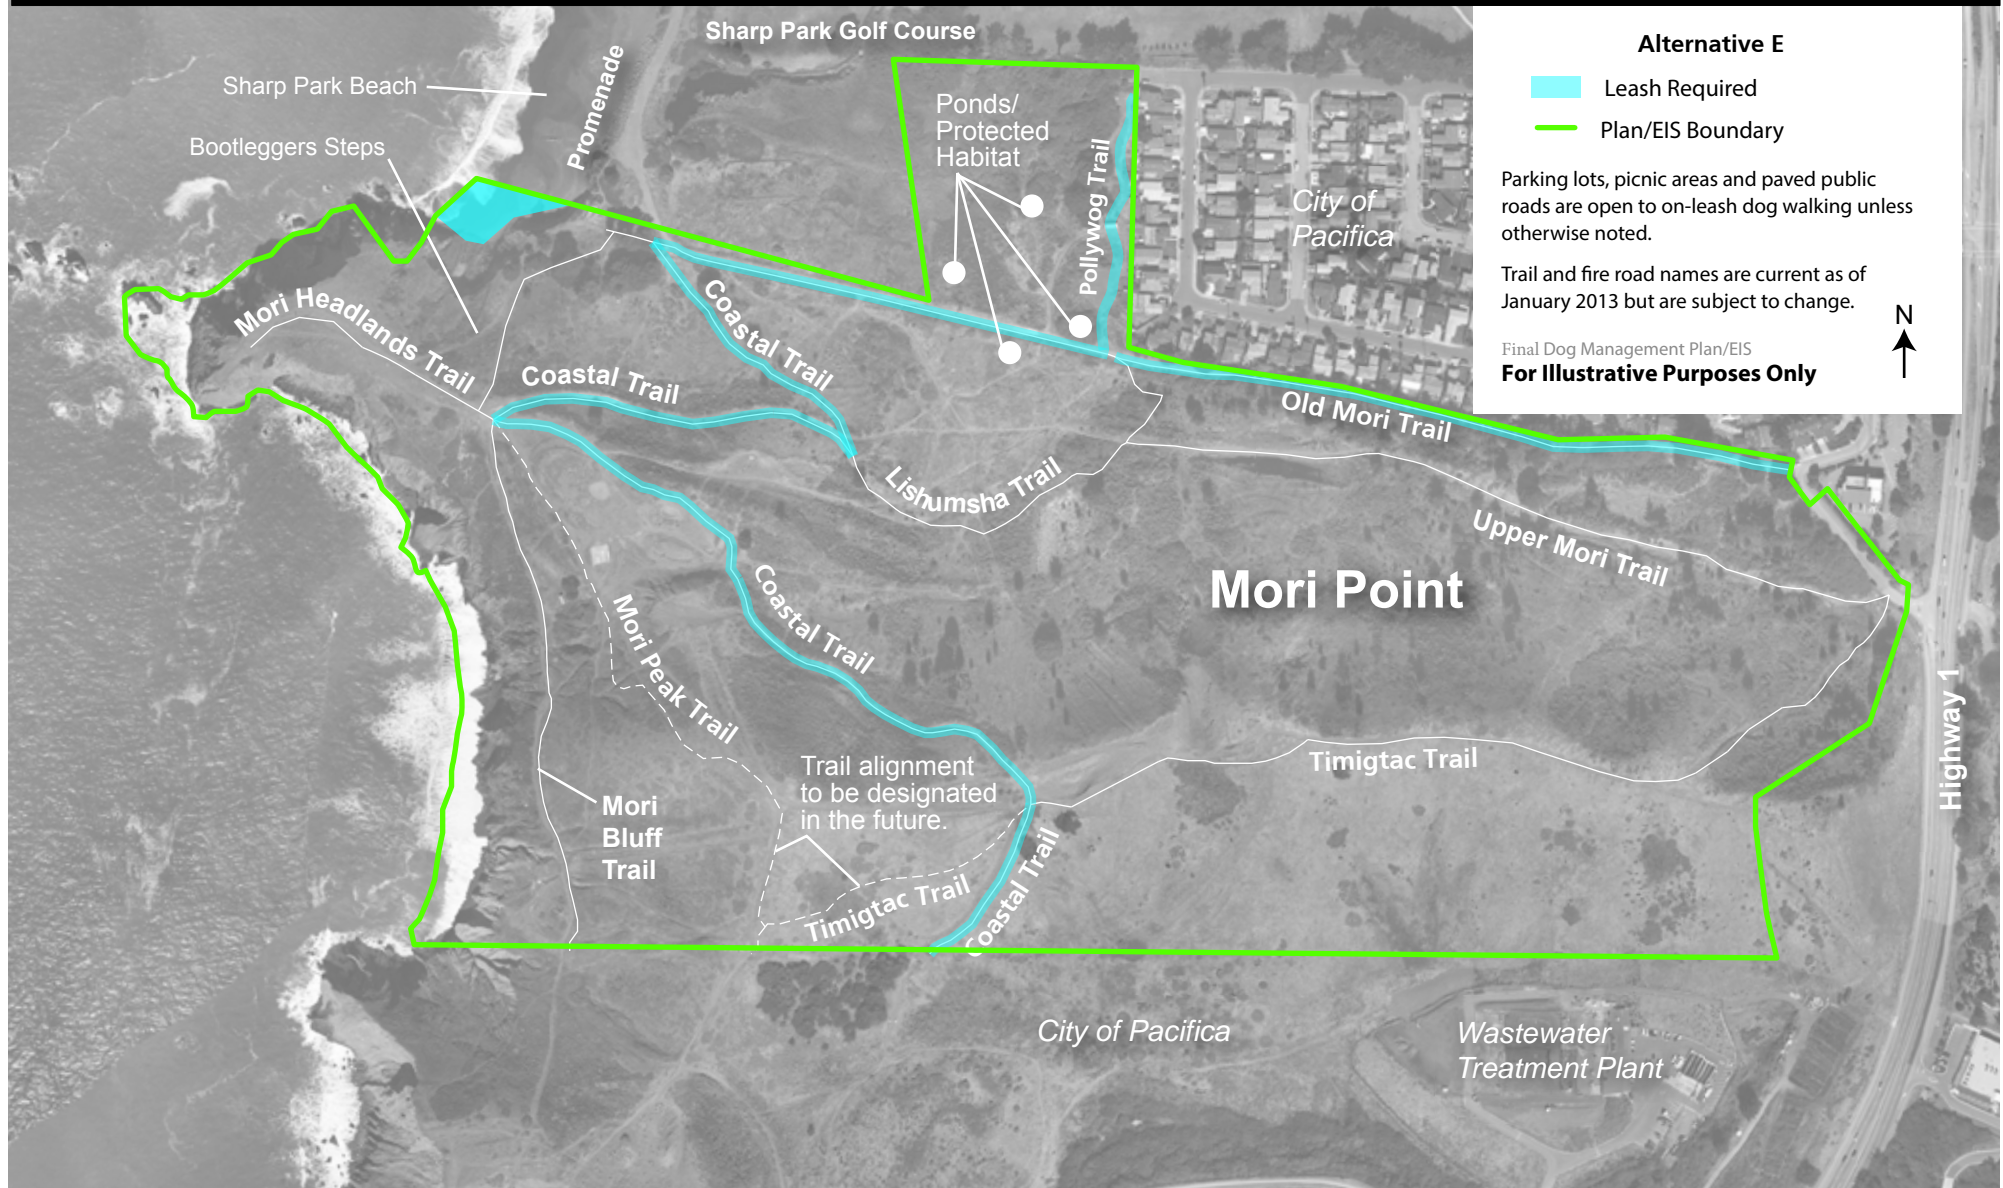 Sharp Park Golf Course
Sharp Park Beach
Promenade
Bootleggers Steps
Ponds/
Protected
Habitat
Pollywog Trail
City of
Pacifica
Alternative E
Leash Required
Plan/EIS Boundary
Parking lots, picnic areas and paved public
roads are open to on-leash dog walking unless
otherwise noted.
Trail and fire road names are current as of
January 2013 but are subject to change.
Final Dog Management Plan/EIS
For Illustrative Purposes Only
N
Mori Headlands Trail
Coastal Trail
Coastal Trail
Old Mori Trail
Lishumsha Trail
Upper Mori Trail
Mori Point
Coastal Trail
Mori Peak Trail
Highway 1
Timigtac Trail
Trail alignment
to be designated
in the future.
Mori
Bluff
Trail
Timigtac Trail
Coastal Trail
City of Pacifica
Wastewater
Treatment Plant